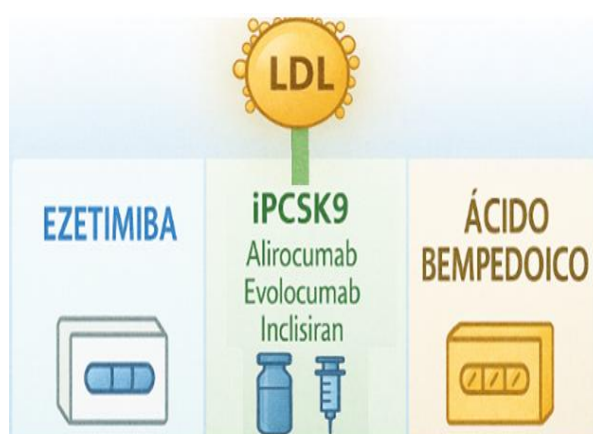 LDL
EZETIMIBA
iPCSK9
Alirocumab
Evolocumab
Inclisiran
ÁCIDO
BEMPEDOICO